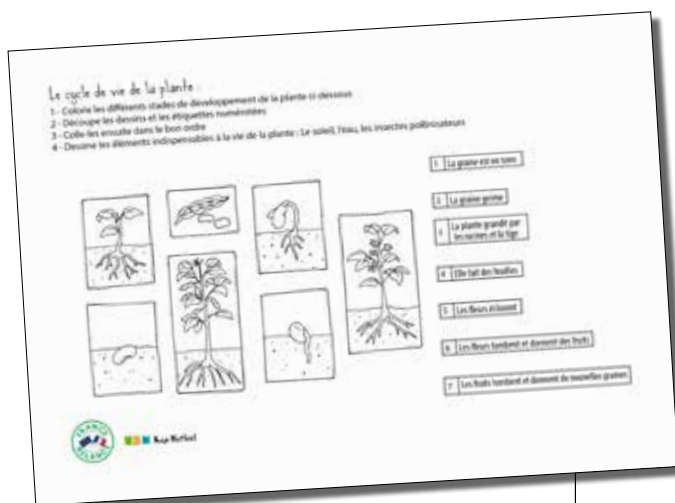 Le cycle de vie de la plante
1 - Colorie les différents stades de développement de la plante ci-dessous
2 - Découpe les dessins et les étiquettes numérotées
3 - Colle-les ensuite dans le bon ordre
4 - Dessine les éléments indispensables à la vie de la plante : Le soleil, l'eau, les insectes pollinisateurs
1 La graine est en terre
2 La graine germe
3 La plante grandit par
les racines et la tige
4 Elle fait des feuilles
5 Les fleurs éclosent
6 Les fleurs tombent et donnent des fruits
7 Les fruits tombent et donnent de nouvelles graines
FRANCE
RELANCE